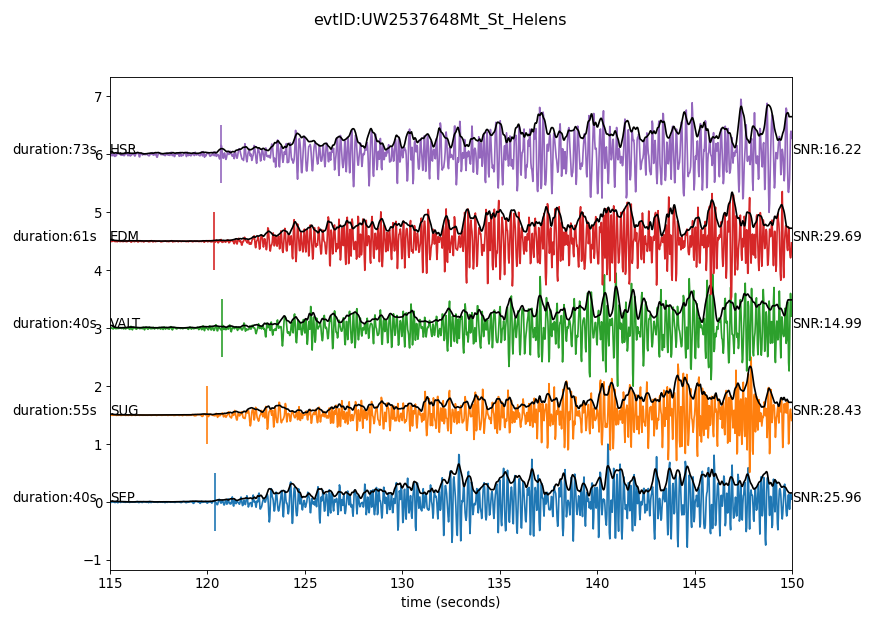 evtID:UW2537648Mt_St_Helens
7
duration:73s HSR SNR:16.22
6
5
duration:61s EDM SNR:29.69
4
duration:40s VALT SNR:14.99
3
2
duration:55s SUG SNR:28.43
1
duration:40s SEP SNR:25.96
0
−1
115 120 125 130 135 140 145 150
time (seconds)